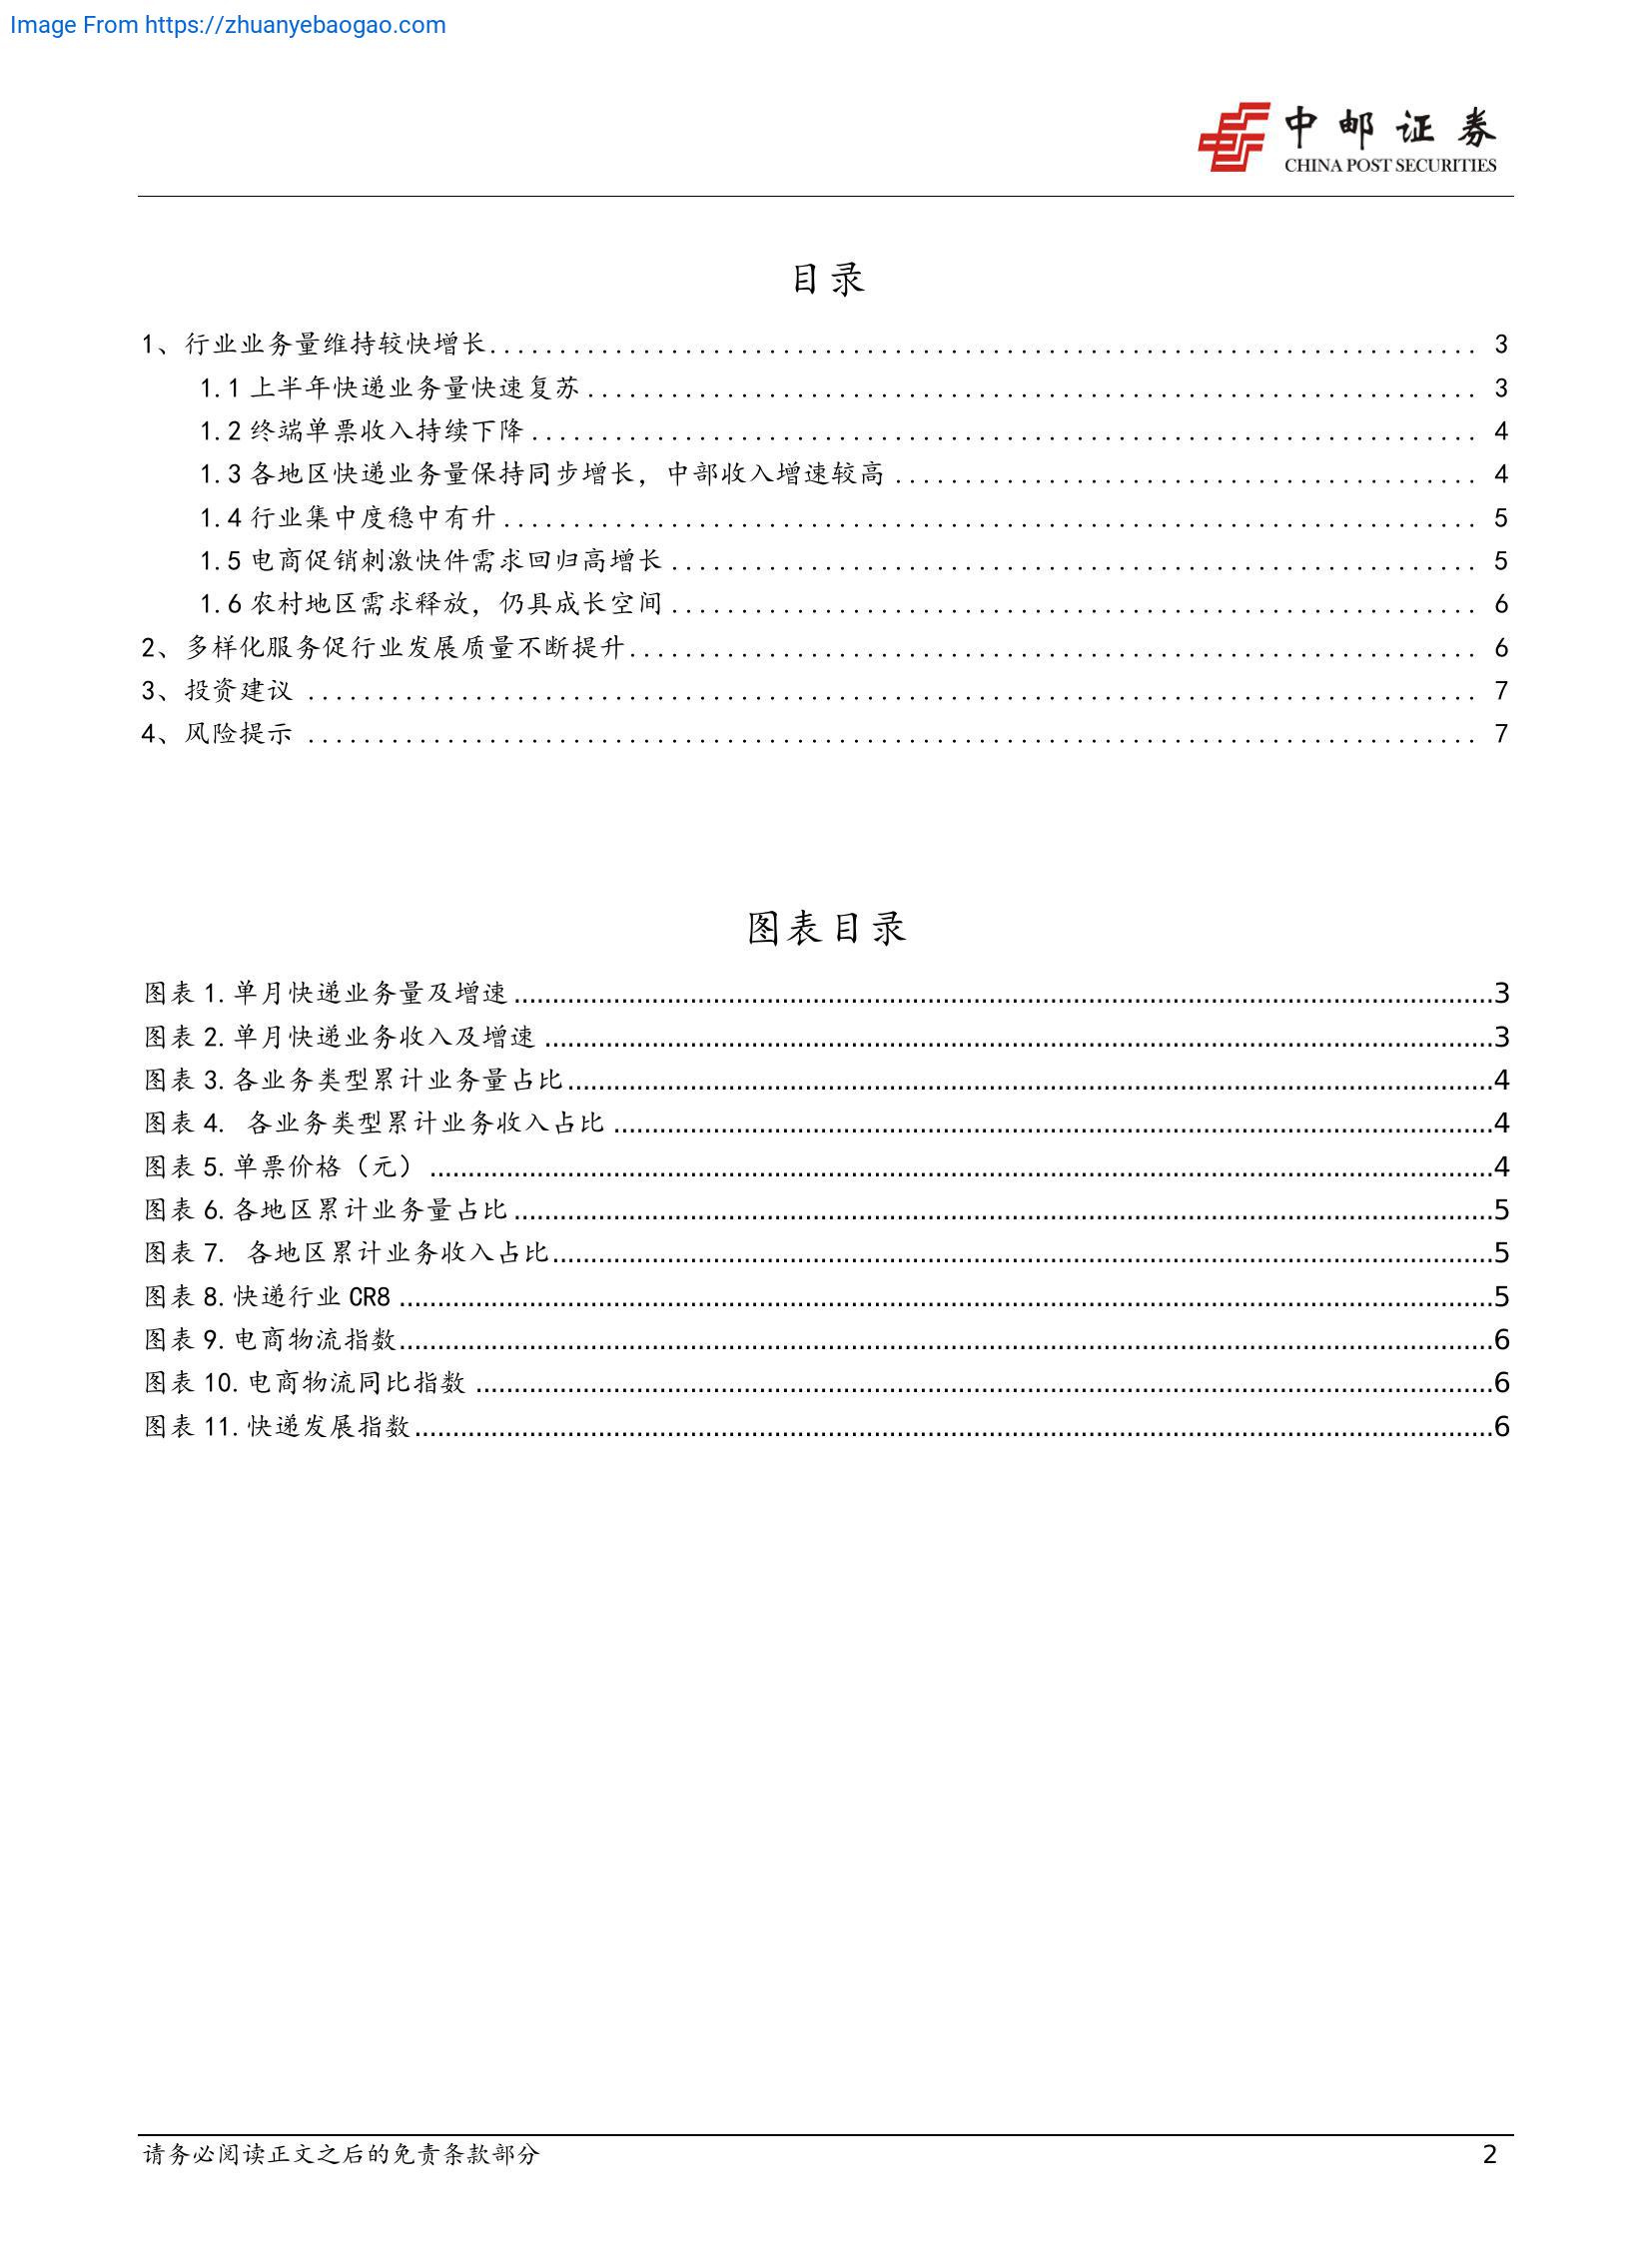 Image From https://zhuanyebaogao.com
中邮证券
CHINA POST SECURITIES
目录
1、行业业务量维持较快增长 3
1.1 上半年快递业务量快速复苏 3
1.2 终端单票收入持续下降 4
1.3 各地区快递业务量保持同步增长，中部收入增速较高 4
1.4 行业集中度稳中有升 5
1.5 电商促销刺激快件需求回归高增长 5
1.6 农村地区需求释放，仍具成长空间 6
2、多样化服务促行业发展质量不断提升 6
3、投资建议 7
4、风险提示 7
图表目录
图表 1.单月快递业务量及增速 3
图表 2.单月快递业务收入及增速 3
图表 3.各业务类型累计业务量占比 4
图表 4. 各业务类型累计业务收入占比 4
图表 5.单票价格（元） 4
图表 6.各地区累计业务量占比 5
图表 7. 各地区累计业务收入占比 5
图表 8.快递行业 CR8 5
图表 9.电商物流指数 6
图表 10.电商物流同比指数 6
图表 11.快递发展指数 6
请务必阅读正文之后的免责条款部分 2